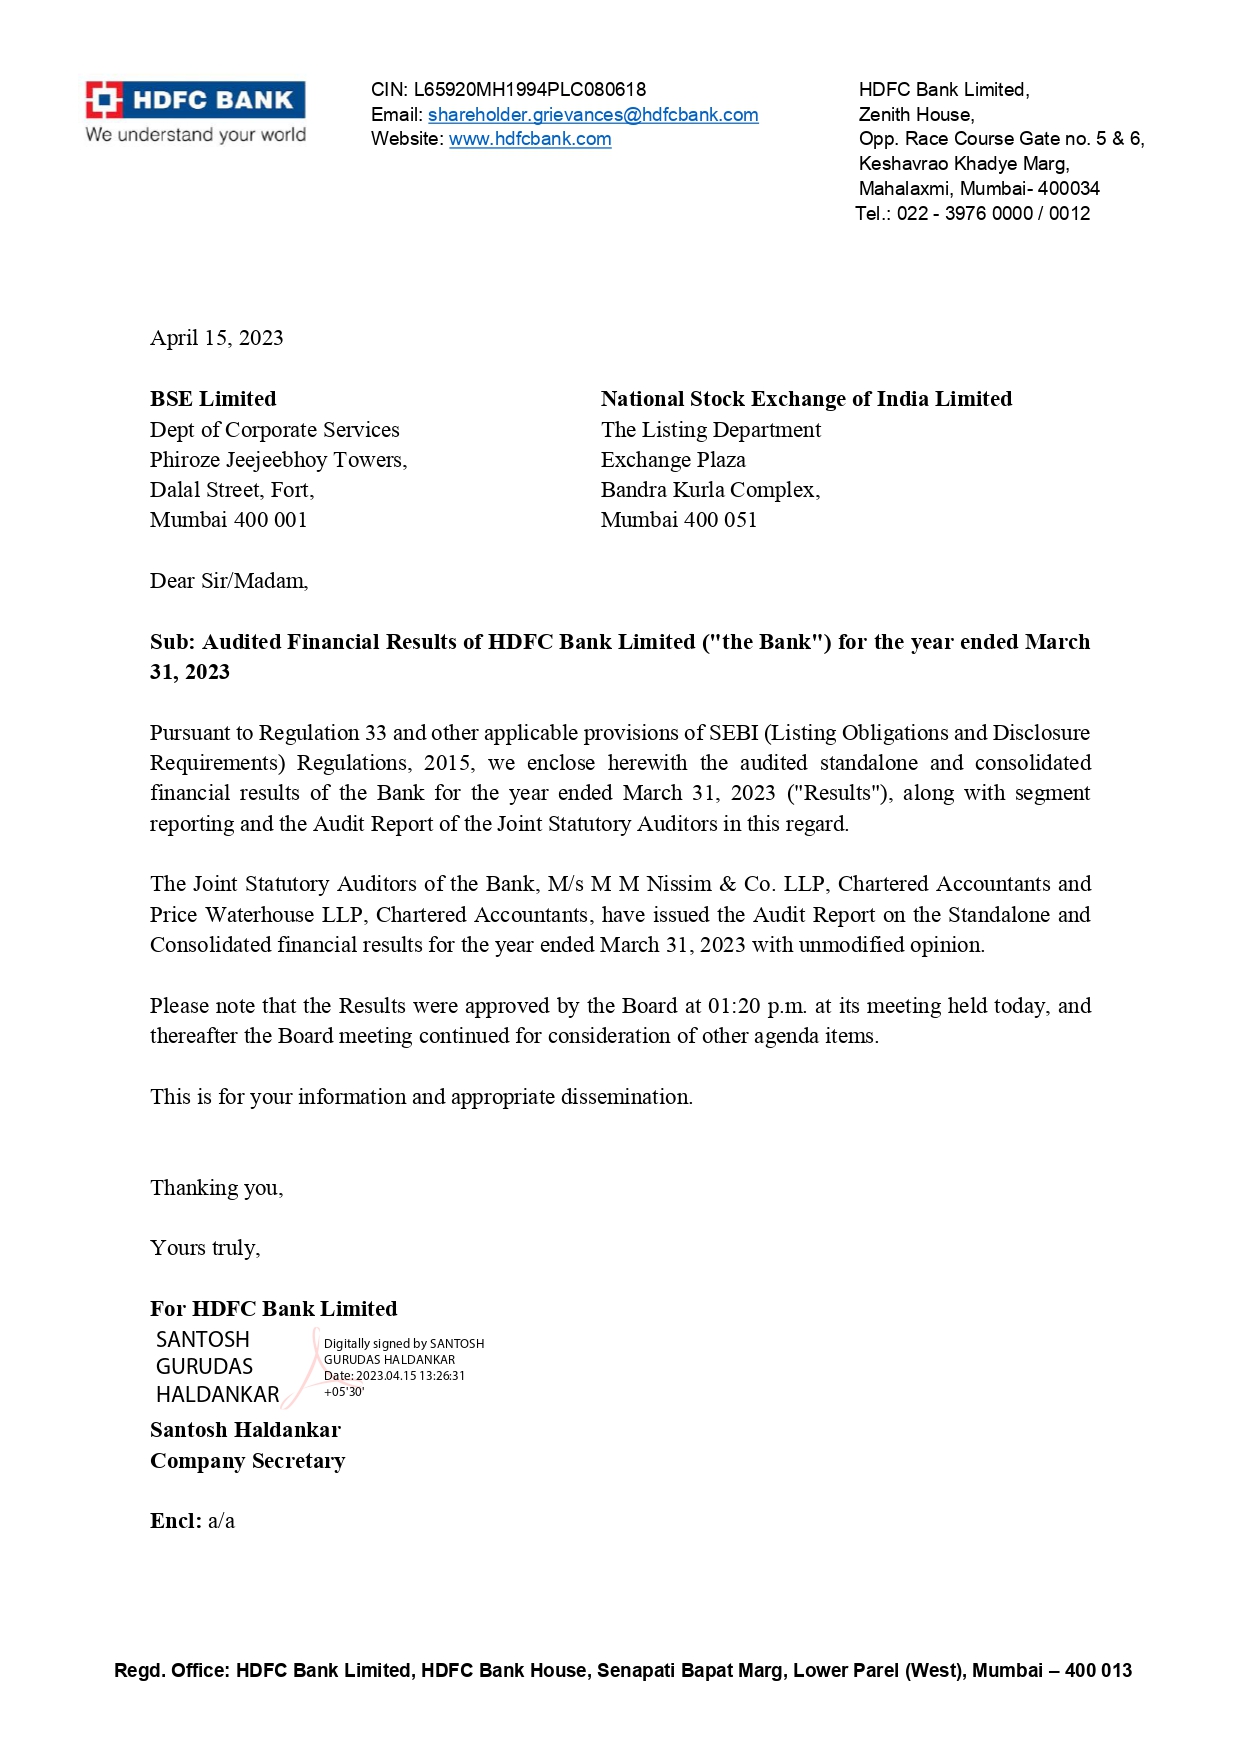 HDFC BANK
We understand your world
CIN: L65920MH1994PLC080618
Email: shareholder.grievances@hdfcbank.com
Website: www.hdfcbank.com
HDFC Bank Limited,
Zenith House,
Opp. Race Course Gate no. 5 & 6,
Keshavrao Khadye Marg,
Mahalaxmi, Mumbai- 400034
Tel.: 022 - 3976 0000 / 0012
April 15, 2023
BSE Limited
Dept of Corporate Services
Phiroze Jeejeebhoy Towers,
Dalal Street, Fort,
Mumbai 400 001
National Stock Exchange of India Limited
The Listing Department
Exchange Plaza
Bandra Kurla Complex,
Mumbai 400 051
Dear Sir/Madam,
Sub: Audited Financial Results of HDFC Bank Limited ("the Bank") for the year ended March
31, 2023
Pursuant to Regulation 33 and other applicable provisions of SEBI (Listing Obligations and Disclosure
Requirements) Regulations, 2015, we enclose herewith the audited standalone and consolidated
financial results of the Bank for the year ended March 31, 2023 ("Results"), along with segment
reporting and the Audit Report of the Joint Statutory Auditors in this regard.
The Joint Statutory Auditors of the Bank, M/s M M Nissim & Co. LLP, Chartered Accountants and
Price Waterhouse LLP, Chartered Accountants, have issued the Audit Report on the Standalone and
Consolidated financial results for the year ended March 31, 2023 with unmodified opinion.
Please note that the Results were approved by the Board at 01:20 p.m. at its meeting held today, and
thereafter the Board meeting continued for consideration of other agenda items.
This is for your information and appropriate dissemination.
Thanking you,
Yours truly,
For HDFC Bank Limited
SANTOSH
GURUDAS
HALDANKAR
Digitally signed by SANTOSH
GURUDAS HALDANKAR
Date: 2023.04.15 13:26:31
+05'30'
Santosh Haldankar
Company Secretary
Encl: a/a
Regd. Office: HDFC Bank Limited, HDFC Bank House, Senapati Bapat Marg, Lower Parel (West), Mumbai – 400 013